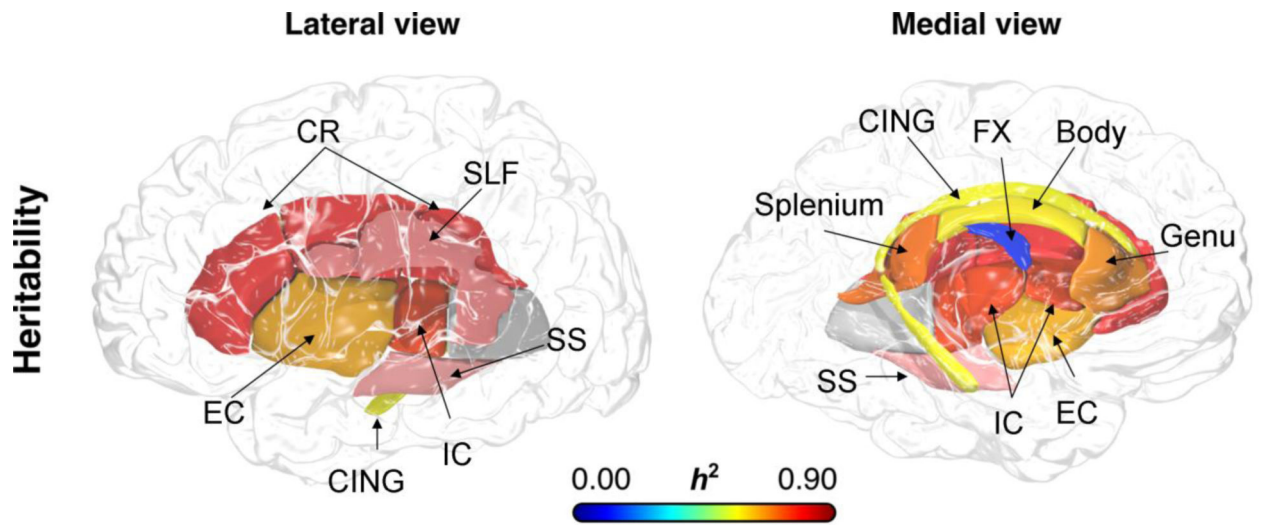 Lateral view
Medial view
Heritability
CR
SLF
EC
CING
IC
SS
CING
FX
Body
Splenium
Genu
SS
IC
EC
0.00 h² 0.90